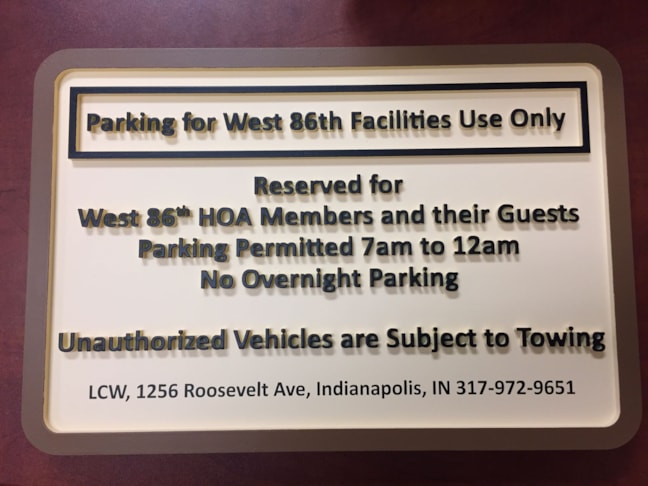 Parking for West 86th Facilities Use Only
Reserved for
West 86th HOA Members and their Guests
Parking Permitted 7am to 12am
No Overnight Parking
Unauthorized Vehicles are Subject to Towing
LCW, 1256 Roosevelt Ave, Indianapolis, IN 317-972-9651